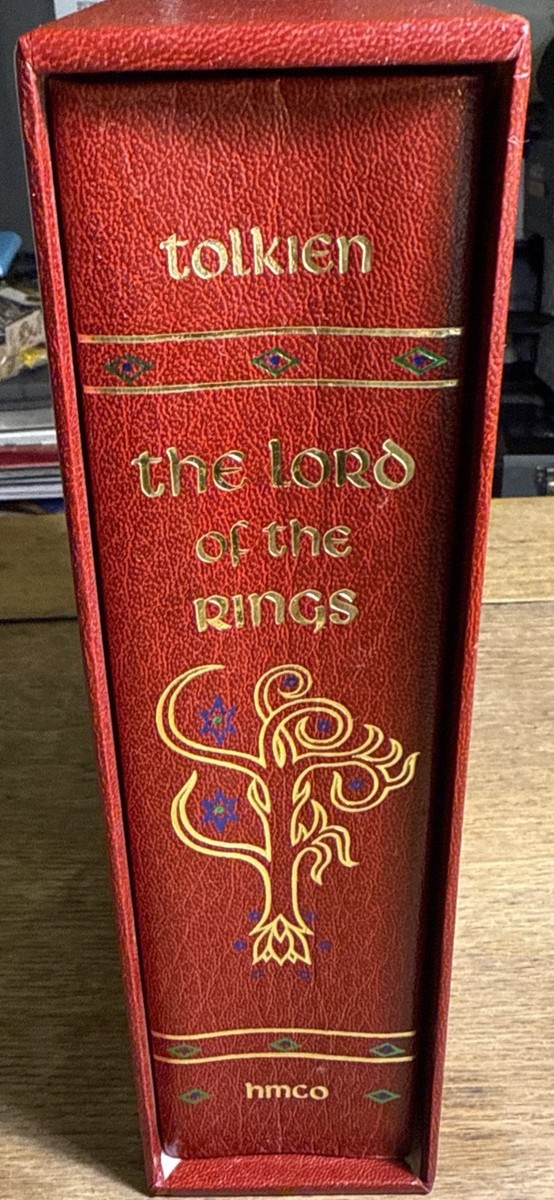 tolkien
the lord
of the
rings
hmco